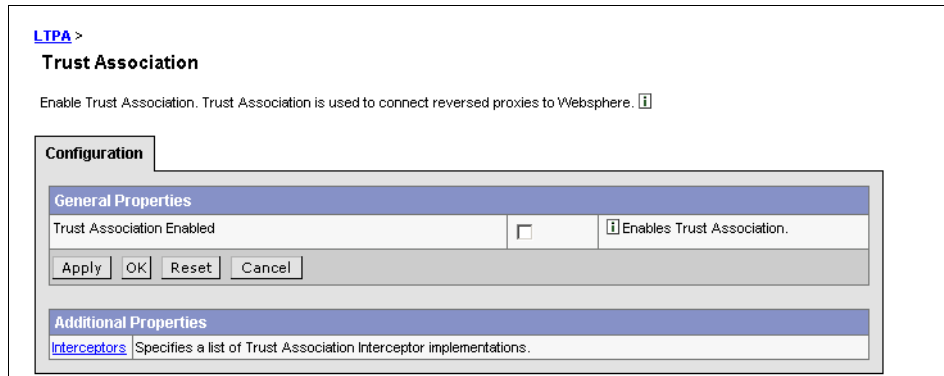 LTPA >
Trust Association
Enable Trust Association. Trust Association is used to connect reversed proxies to Websphere. i
Configuration
General Properties
Trust Association Enabled i Enables Trust Association.
Apply OK Reset Cancel
Additional Properties
Interceptors Specifies a list of Trust Association Interceptor implementations.